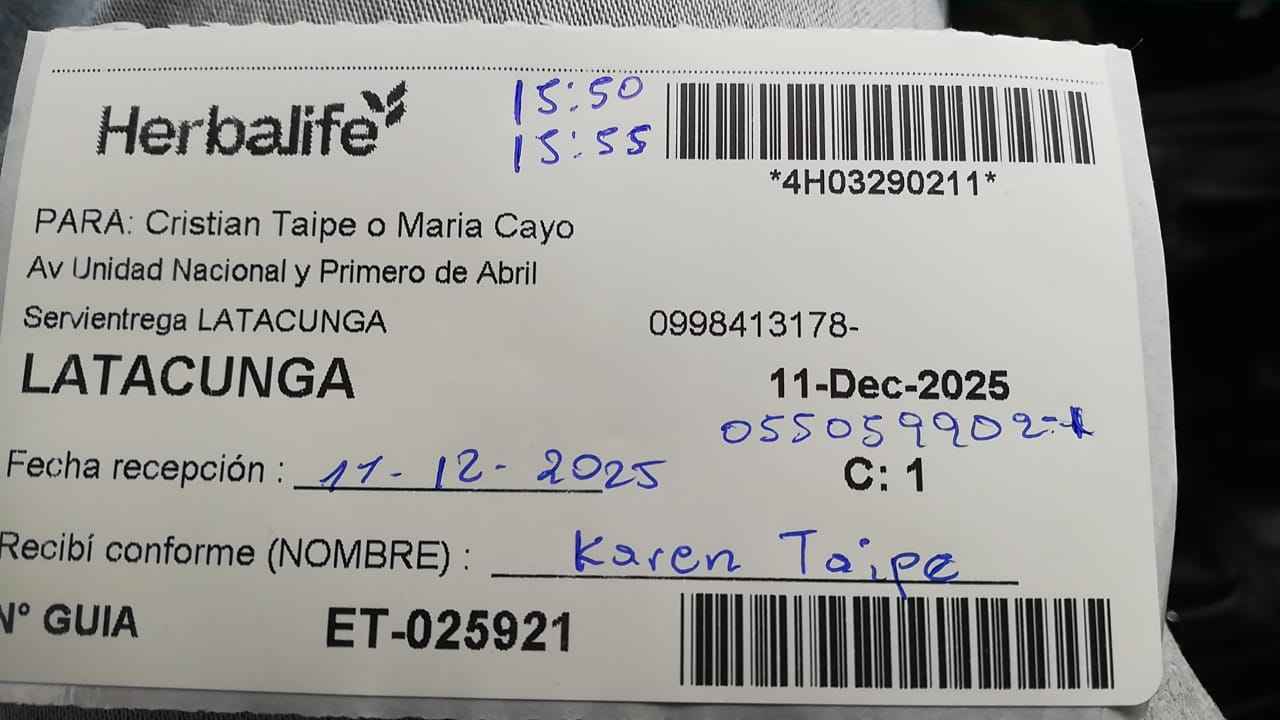 Herbalife
15:50
15:55
*4H03290211*
PARA: Cristian Taipe o Maria Cayo
Av Unidad Nacional y Primero de Abril
Servientrega LATACUNGA 0998413178-
LATACUNGA 11-Dec-2025
055059902-1
Fecha recepción : 11-12-2025
C: 1
Recibí conforme (NOMBRE) : Karen Taipe
N° GUIA ET-025921